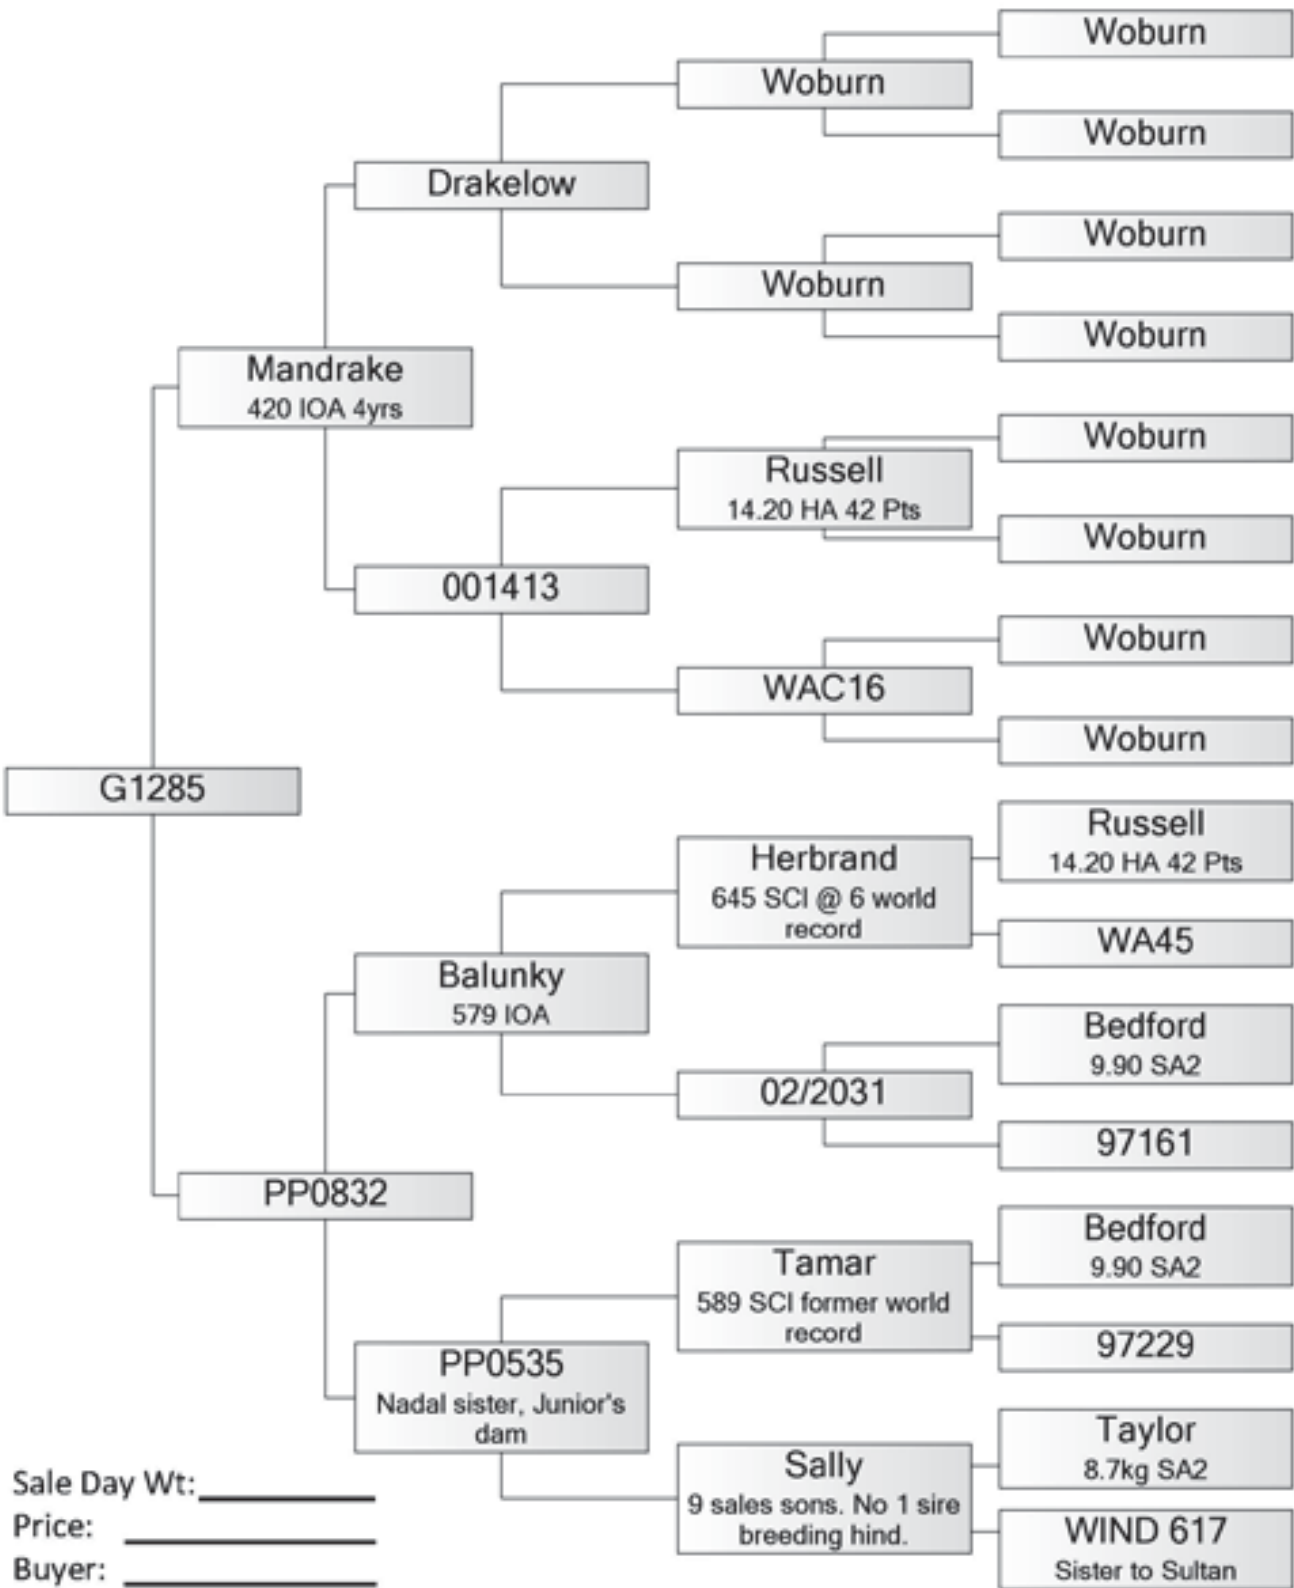 Woburn
Woburn
Woburn
Drakelow
Woburn
Woburn
Woburn
Mandrake
420 IOA 4yrs
Woburn
Russell
14.20 HA 42 Pts
Woburn
001413
Woburn
WAC16
Woburn
G1285
Russell
14.20 HA 42 Pts
Herbrand
645 SCI @ 6 world
record
WA45
Balunky
579 IOA
Bedford
9.90 SA2
02/2031
97161
PP0832
Bedford
9.90 SA2
Tamar
589 SCI former world
record
97229
PP0535
Nadal sister, Junior's
dam
Taylor
8.7kg SA2
Sally
9 sales sons. No 1 sire
breeding hind.
WIND 617
Sister to Sultan
Sale Day Wt:
Price:
Buyer: